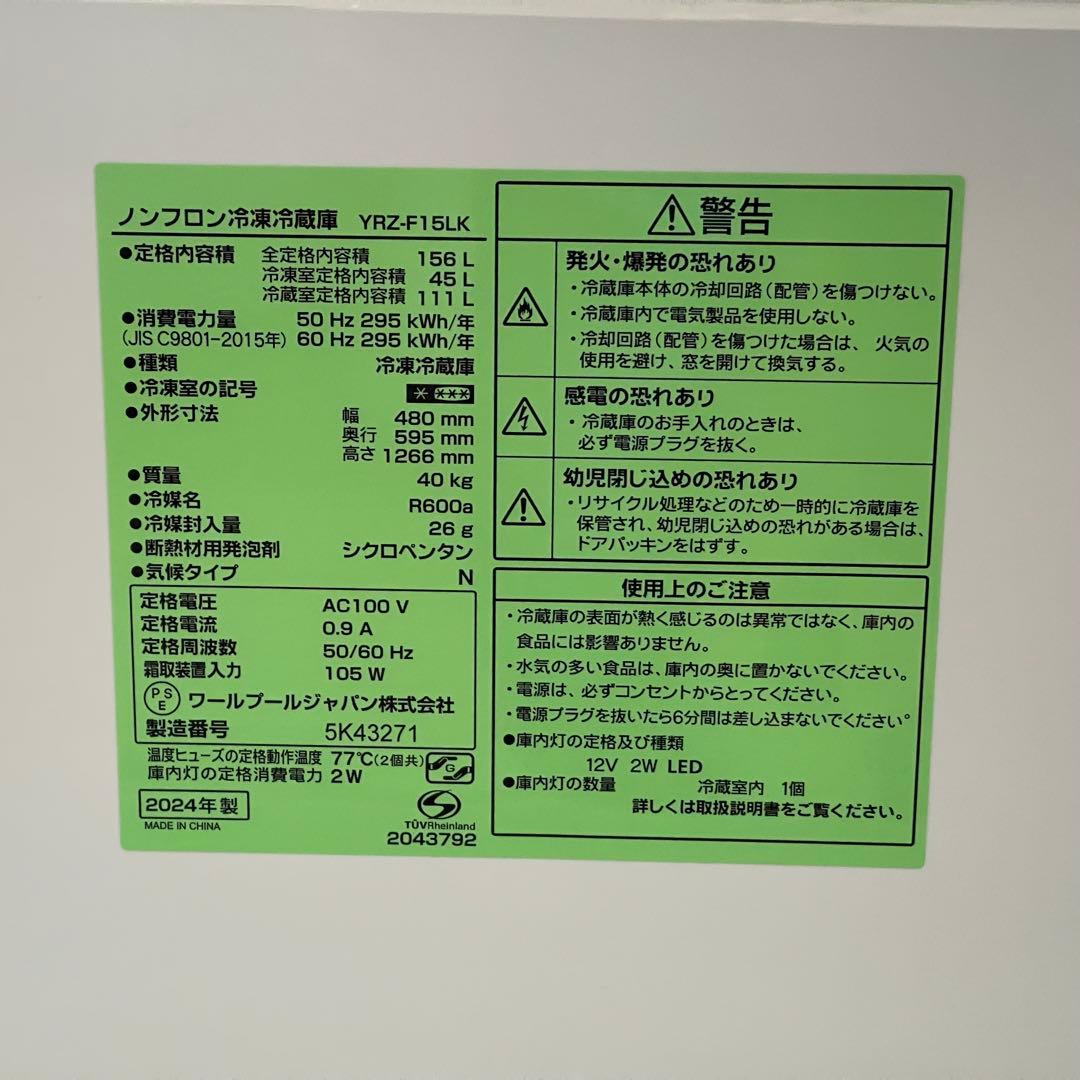 ノンフロン冷凍冷蔵庫 YRZ-F15LK
●定格内容積 全定格内容積 156 L
冷凍室定格内容積 45 L
冷蔵室定格内容積 111 L
●消費電力量 50 Hz 295 kWh/年
(JIS C9801-2015年) 60 Hz 295 kWh/年
●種類 冷凍冷蔵庫
●冷凍室の記号
●外形寸法 幅 480 mm
奥行 595 mm
高さ 1266 mm
●質量 40 kg
●冷媒名 R600a
●冷媒封入量 26 g
●断熱材用発泡剤 シクロペンタン
●気候タイプ N
定格電圧 AC100 V
定格電流 0.9 A
定格周波数 50/60 Hz
霜取装置入力 105 W
PSE ワールプールジャパン株式会社
製造番号 5K43271
温度ヒューズの定格動作温度 77℃(2個共)
庫内灯の定格消費電力 2W
G
2024年製
MADE IN CHINA
TÜVRheinland
2043792
⚠警告
発火・爆発の恐れあり
・冷蔵庫本体の冷却回路(配管)を傷つけない。
・冷蔵庫内で電気製品を使用しない。
・冷却回路(配管)を傷つけた場合は、火気の
使用を避け、窓を開けて換気する。
感電の恐れあり
・冷蔵庫のお手入れのときは、
必ず電源プラグを抜く。
幼児閉じ込めの恐れあり
・リサイクル処理などのため一時的に冷蔵庫を
保管され、幼児閉じ込めの恐れがある場合は、
ドアパッキンをはずす。
使用上のご注意
・冷蔵庫の表面が熱く感じるのは異常ではなく、庫内の
食品には影響ありません。
・水気の多い食品は、庫内の奥に置かないでください。
・電源は、必ずコンセントからとってください。
・電源プラグを抜いたら6分間は差し込まないでください。
●庫内灯の定格及び種類
12V 2W LED
●庫内灯の数量 冷蔵室内 1個
詳しくは取扱説明書をご覧ください。